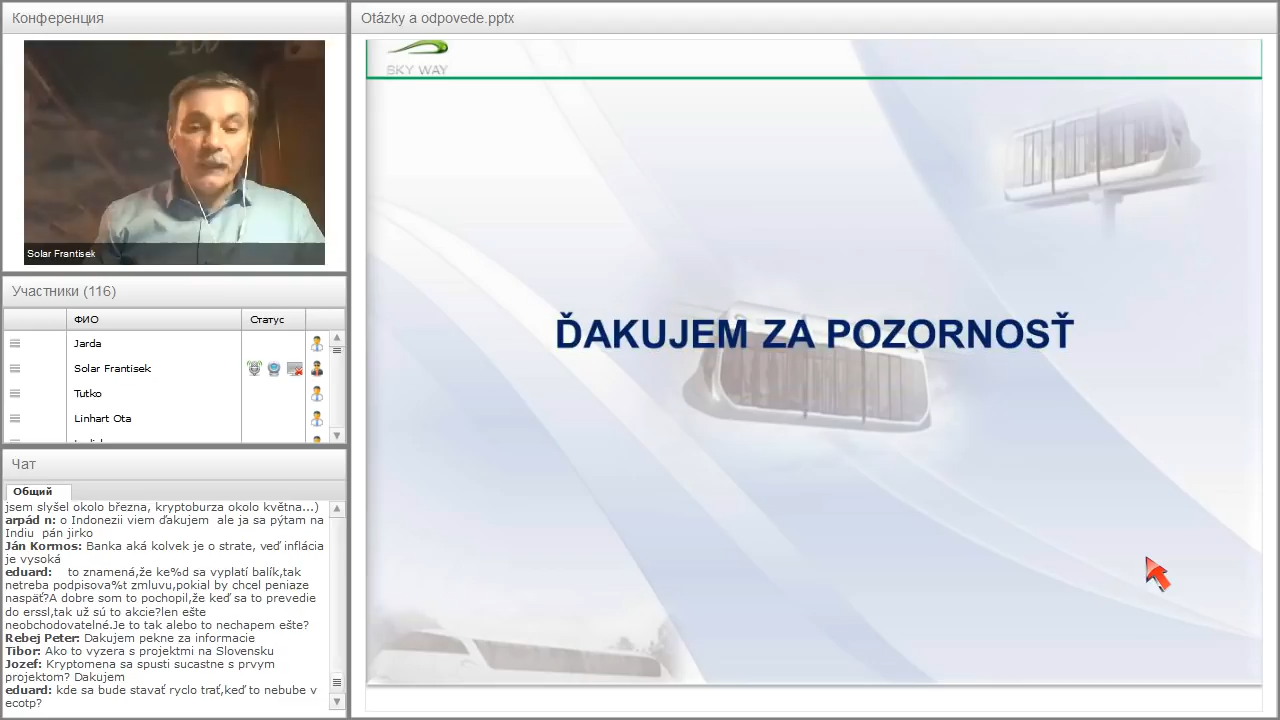 Конференция
Solar Frantisek
Участники (116)
ФИО
Статус
Jarda
Solar Frantisek
Tutko
Linhart Ota
Чат
Общий
jsem slyšel okolo března, kryptoburza okolo května...)
arpád n: o Indonezii viem ďakujem ale ja sa pýtam na
Indiu pán jirko
Ján Kormos: Banka aká kolvek je o strate, veď inflácia
je vysoká
eduard: to znamená,že ke%d sa vyplatí balík,tak
netreba podpisova%t zmluvu,pokial by chcel peniaze
naspäť?A dobre som to pochopil,že keď sa to prevedie
do erssl,tak už sú to akcie?len ešte
neobchodovatelné.Je to tak alebo to nechapem ešte?
Rebej Peter: Dakujem pekne za informacie
Tibor: Ako to vyzera s projektmi na Slovensku
Jozef: Kryptomena sa spusti sucastne s prvym
projektom? Dakujem
eduard: kde sa bude stavať ryclo trať,keď to nebube v
ecotp?
Otázky a odpovede.pptx
SKY WAY
ĎAKUJEM ZA POZORNOSŤ